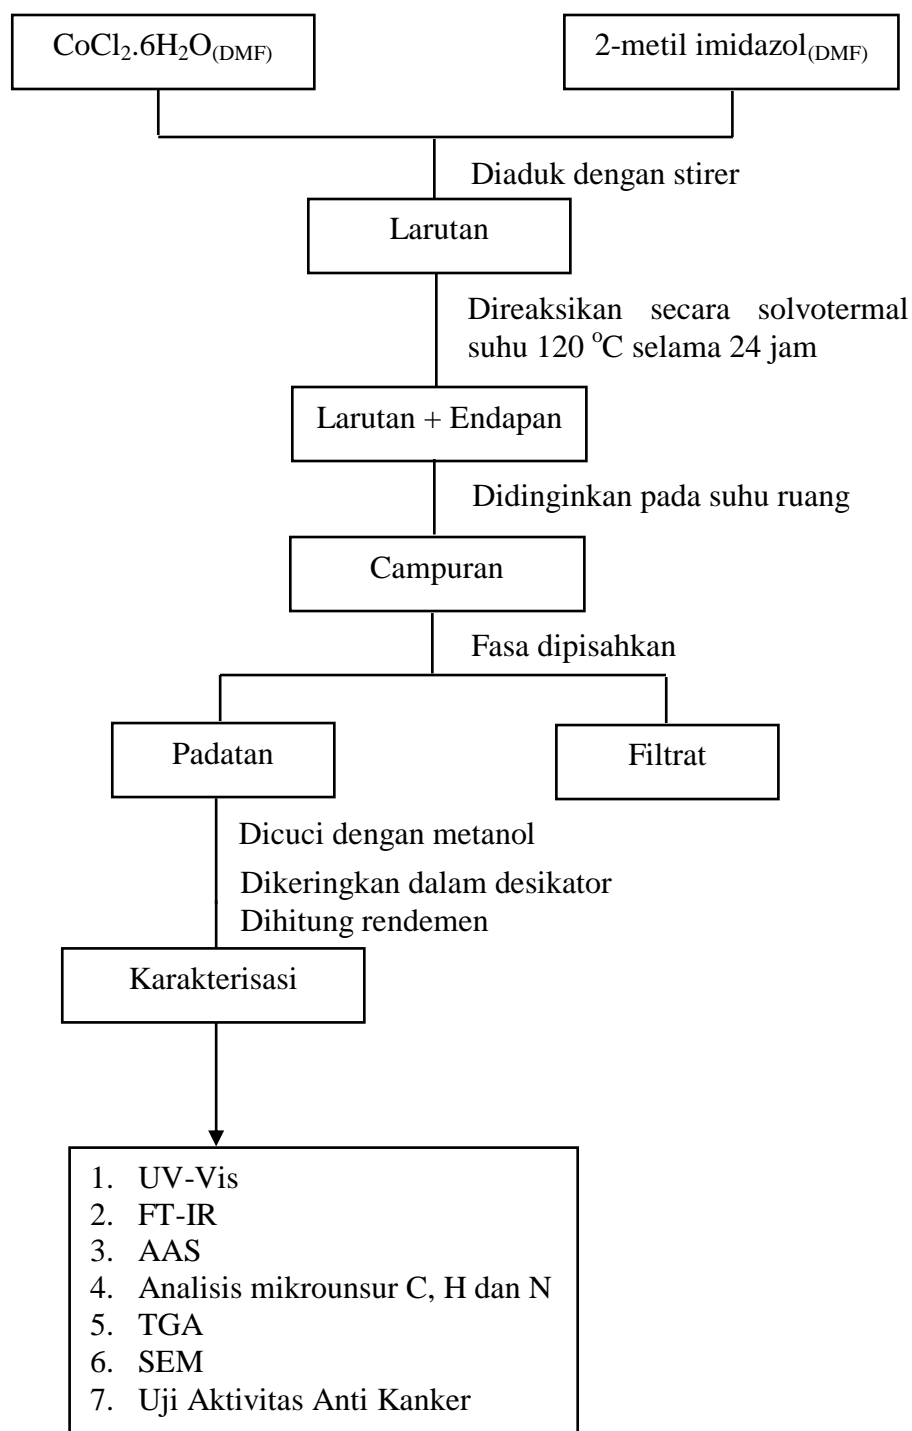 CoCl₂.6H₂O(DMF)
2-metil imidazol(DMF)
Diaduk dengan stirer
Larutan
Direaksikan secara solvotermal
suhu 120 °C selama 24 jam
Larutan + Endapan
Didinginkan pada suhu ruang
Campuran
Fasa dipisahkan
Padatan
Filtrat
Dicuci dengan metanol
Dikeringkan dalam desikator
Dihitung rendemen
Karakterisasi
1. UV-Vis
2. FT-IR
3. AAS
4. Analisis mikrounsur C, H dan N
5. TGA
6. SEM
7. Uji Aktivitas Anti Kanker